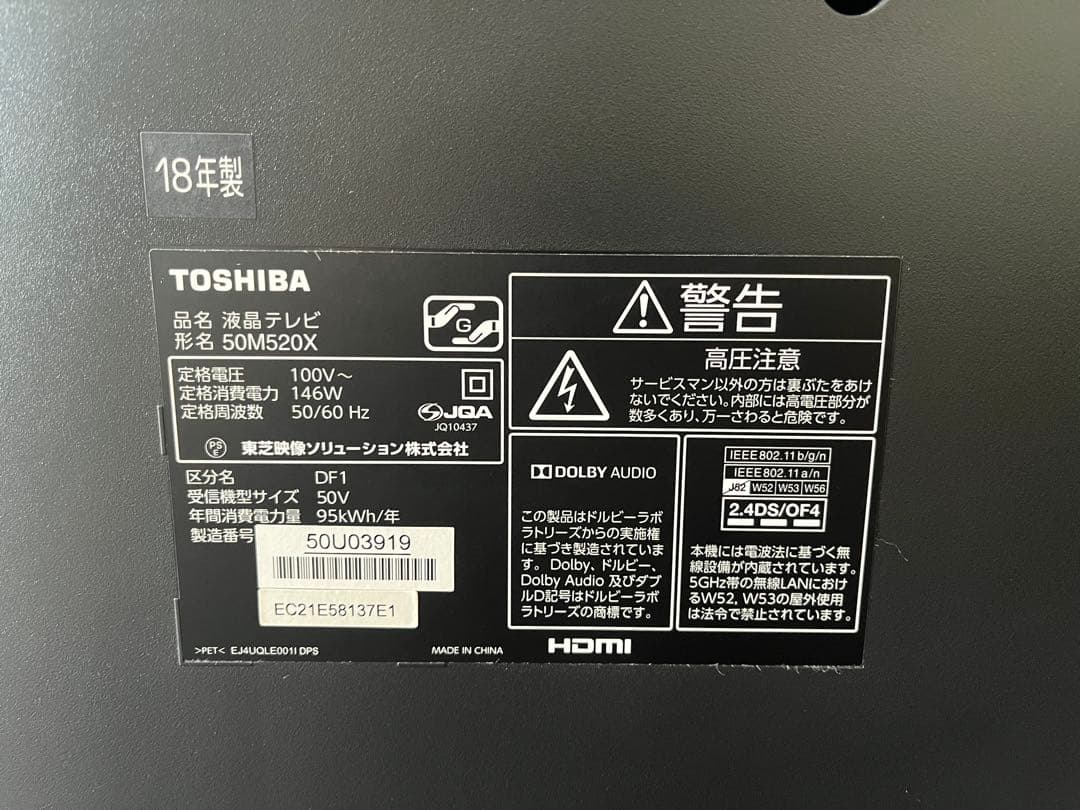 18年製
TOSHIBA
品名 液晶テレビ
形名 50M520X
G
定格電圧 100V～
定格消費電力 146W
定格周波数 50/60 Hz
JQA
JQ10437
PSE 東芝映像ソリューション株式会社
区分名 DF1
受信機型サイズ 50V
年間消費電力量 95kWh/年
製造番号
50U03919
EC21E58137E1
>PET< EJ4UQLE001I DPS
MADE IN CHINA
警告
高圧注意
サービスマン以外の方は裏ぶたをあけ
ないでください。内部には高電圧部分が
数多くあり、万一さわると危険です。
DOLBY AUDIO
この製品はドルビーラボ
ラトリーズからの実施権
に基づき製造されていま
す。Dolby、ドルビー、
Dolby Audio 及びダブ
ルD記号はドルビーラボ
ラトリーズの商標です。
HDMI
IEEE802.11b/g/n
IEEE802.11a/n
J52 W52 W53 W56
2.4DS/OF4
本機には電波法に基づく無
線設備が内蔵されています。
5GHz帯の無線LANにおけ
るW52, W53の屋外使用
は法令で禁止されています。